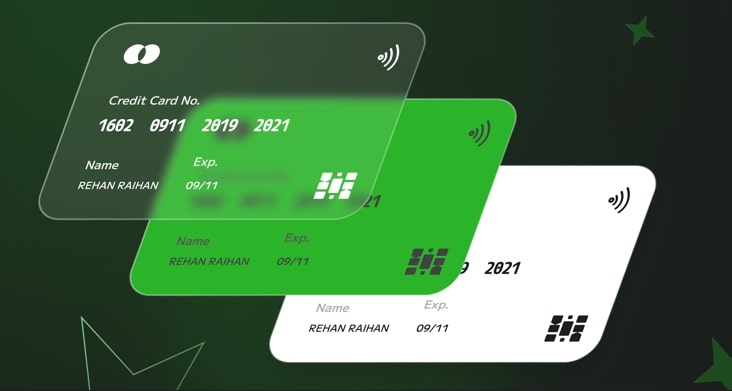 Credit Card No.
1602 0911 2019 2021
Name Exp.
REHAN RAIHAN 09/11
21
Name Exp.
REHAN RAIHAN 09/11
9 2021
Name Exp.
REHAN RAIHAN 09/11